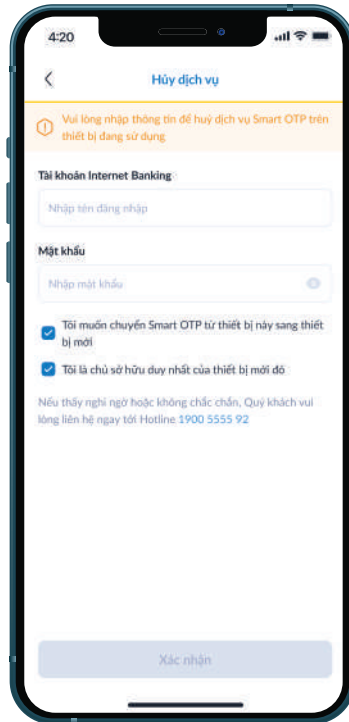 4:20
Hủy dịch vụ
Vui lòng nhập thông tin để huỷ dịch vụ Smart OTP trên
thiết bị đang sử dụng
Tài khoản Internet Banking
Nhập tên đăng nhập
Mật khẩu
Nhập mật khẩu
Tôi muốn chuyển Smart OTP từ thiết bị này sang thiết
bị mới
Tôi là chủ sở hữu duy nhất của thiết bị mới đó
Nếu thấy nghi ngờ hoặc không chắc chắn, Quý khách vui
lòng liên hệ ngay tới Hotline 1900 5555 92
Xác nhận